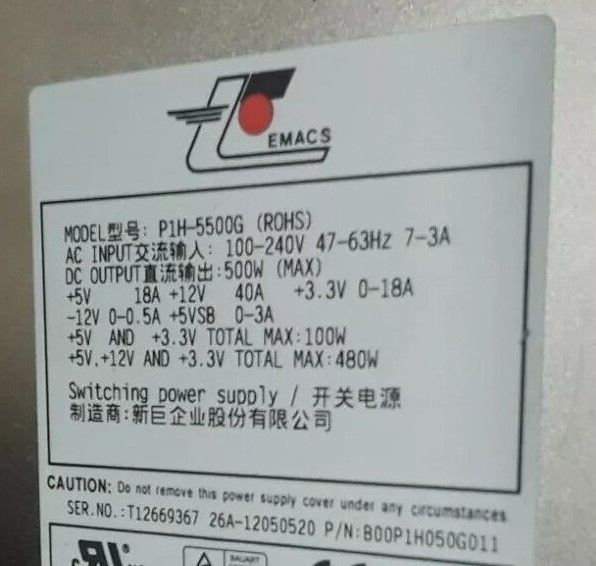 EMACS
MODEL型号: P1H-5500G (ROHS)
AC INPUT交流输入: 100-240V 47-63Hz 7-3A
DC OUTPUT直流输出:500W (MAX)
+5V 18A +12V 40A +3.3V 0-18A
-12V 0-0.5A +5VSB 0-3A
+5V AND +3.3V TOTAL MAX:100W
+5V,+12V AND +3.3V TOTAL MAX:480W
Switching power supply / 开关电源
制造商:新巨企业股份有限公司
CAUTION: Do not remove this power supply cover under any circumstances
SER.NO.:T12669367 26A-12050520 P/N:B00P1H050G011